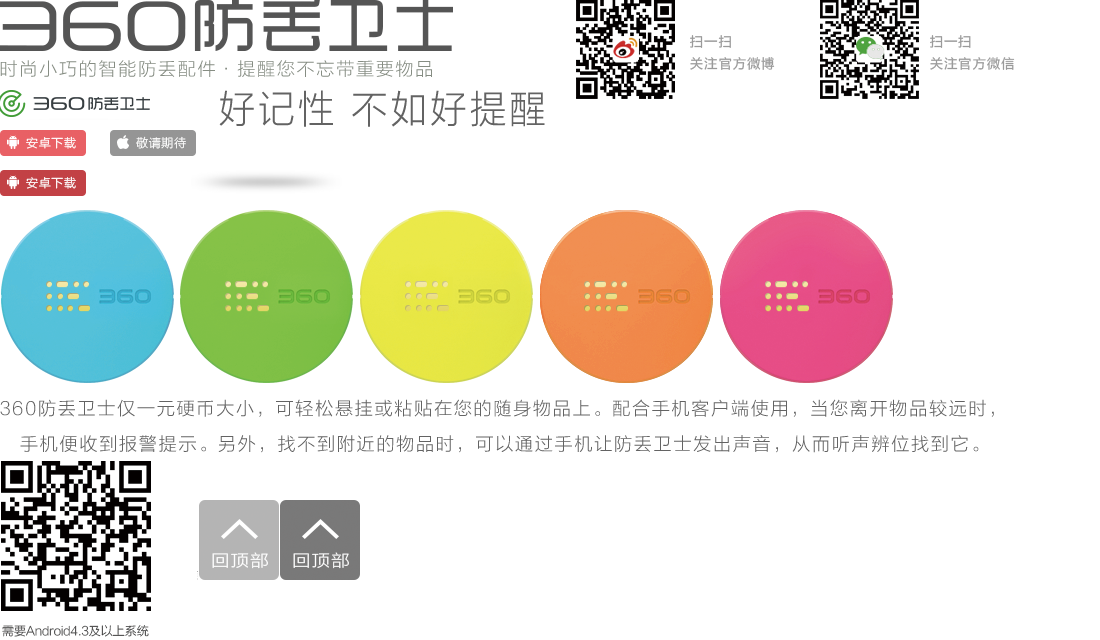 360防丢卫士
时尚小巧的智能防丢配件·提醒您不忘带重要物品
扫一扫
关注官方微博
扫一扫
关注官方微信
360防丢卫士
好记性 不如好提醒
安卓下载
敬请期待
安卓下载
360
360
360
360
360
360防丢卫士仅一元硬币大小，可轻松悬挂或粘贴在您的随身物品上。配合手机客户端使用，当您离开物品较远时，
手机便收到报警提示。另外，找不到附近的物品时，可以通过手机让防丢卫士发出声音，从而听声辨位找到它。
回顶部
回顶部
需要Android4.3及以上系统